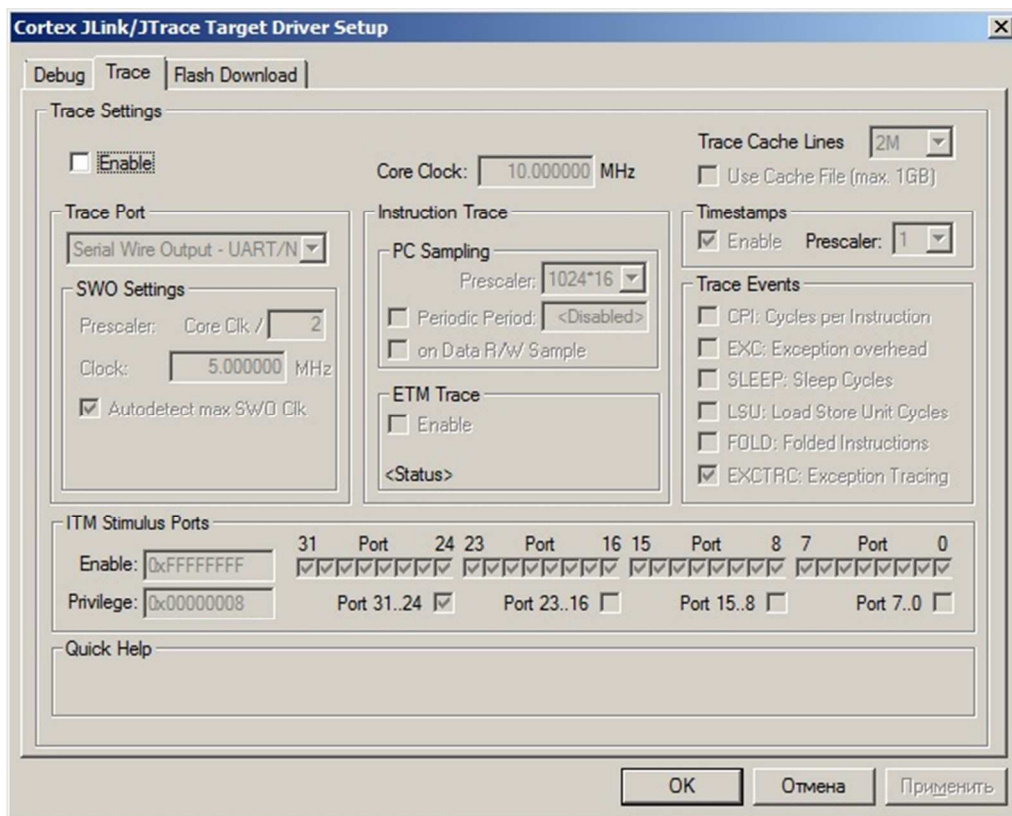 Cortex JLink/JTrace Target Driver Setup
Debug Trace Flash Download
Trace Settings
Enable
Core Clock: 10.000000 MHz
Trace Cache Lines 2M
Use Cache File (max. 1GB)
Trace Port
Serial Wire Output - UART/N
SWO Settings
Prescaler: Core Clk / 2
Clock: 5.000000 MHz
Autodetect max SWO Clk
Instruction Trace
PC Sampling
Prescaler: 1024*16
Periodic Period: <Disabled>
on Data R/W Sample
ETM Trace
Enable
<Status>
Timestamps
Enable Prescaler: 1
Trace Events
CPI: Cycles per Instruction
EXC: Exception overhead
SLEEP: Sleep Cycles
LSU: Load Store Unit Cycles
FOLD: Folded Instructions
EXCTRC: Exception Tracing
ITM Stimulus Ports
31 Port 24 23 Port 16 15 Port 8 7 Port 0
Enable: 0xFFFFFFFF
Privilege: 0x00000008
Port 31..24 Port 23..16 Port 15..8 Port 7..0
Quick Help
OK Отмена Применить